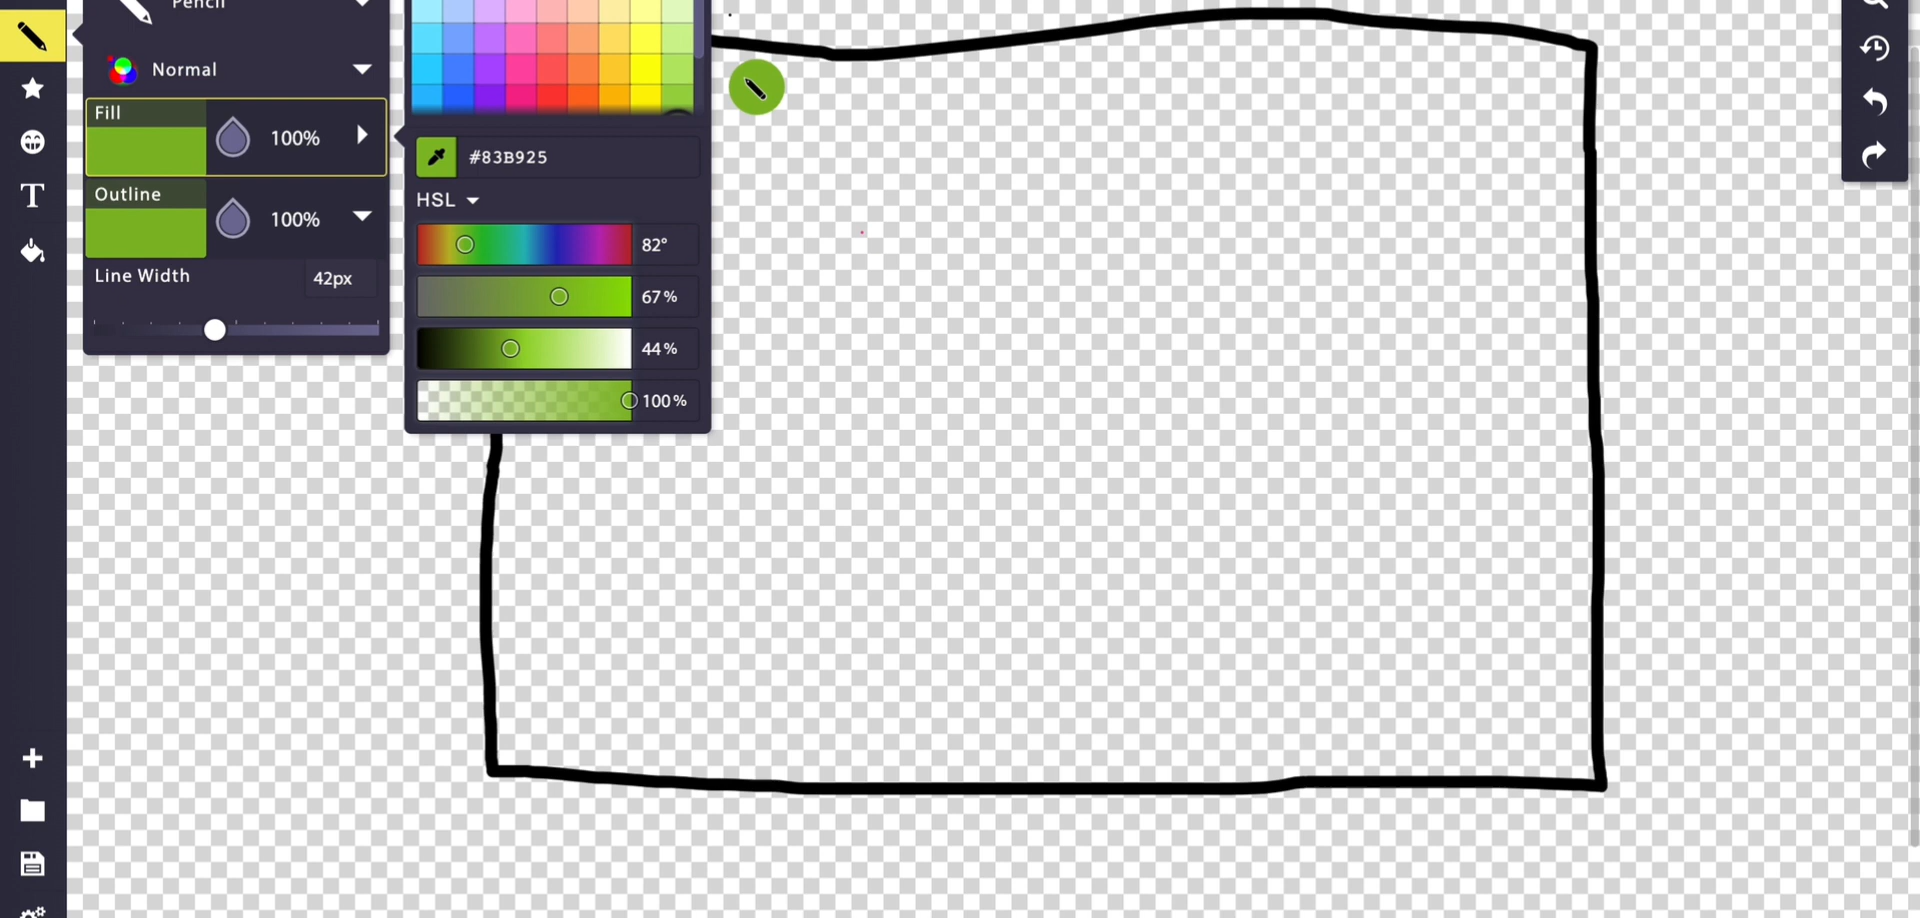 Pencil
Normal
Fill
100%
#83B925
Outline
100%
HSL
82°
Line Width
42px
67%
44%
100%